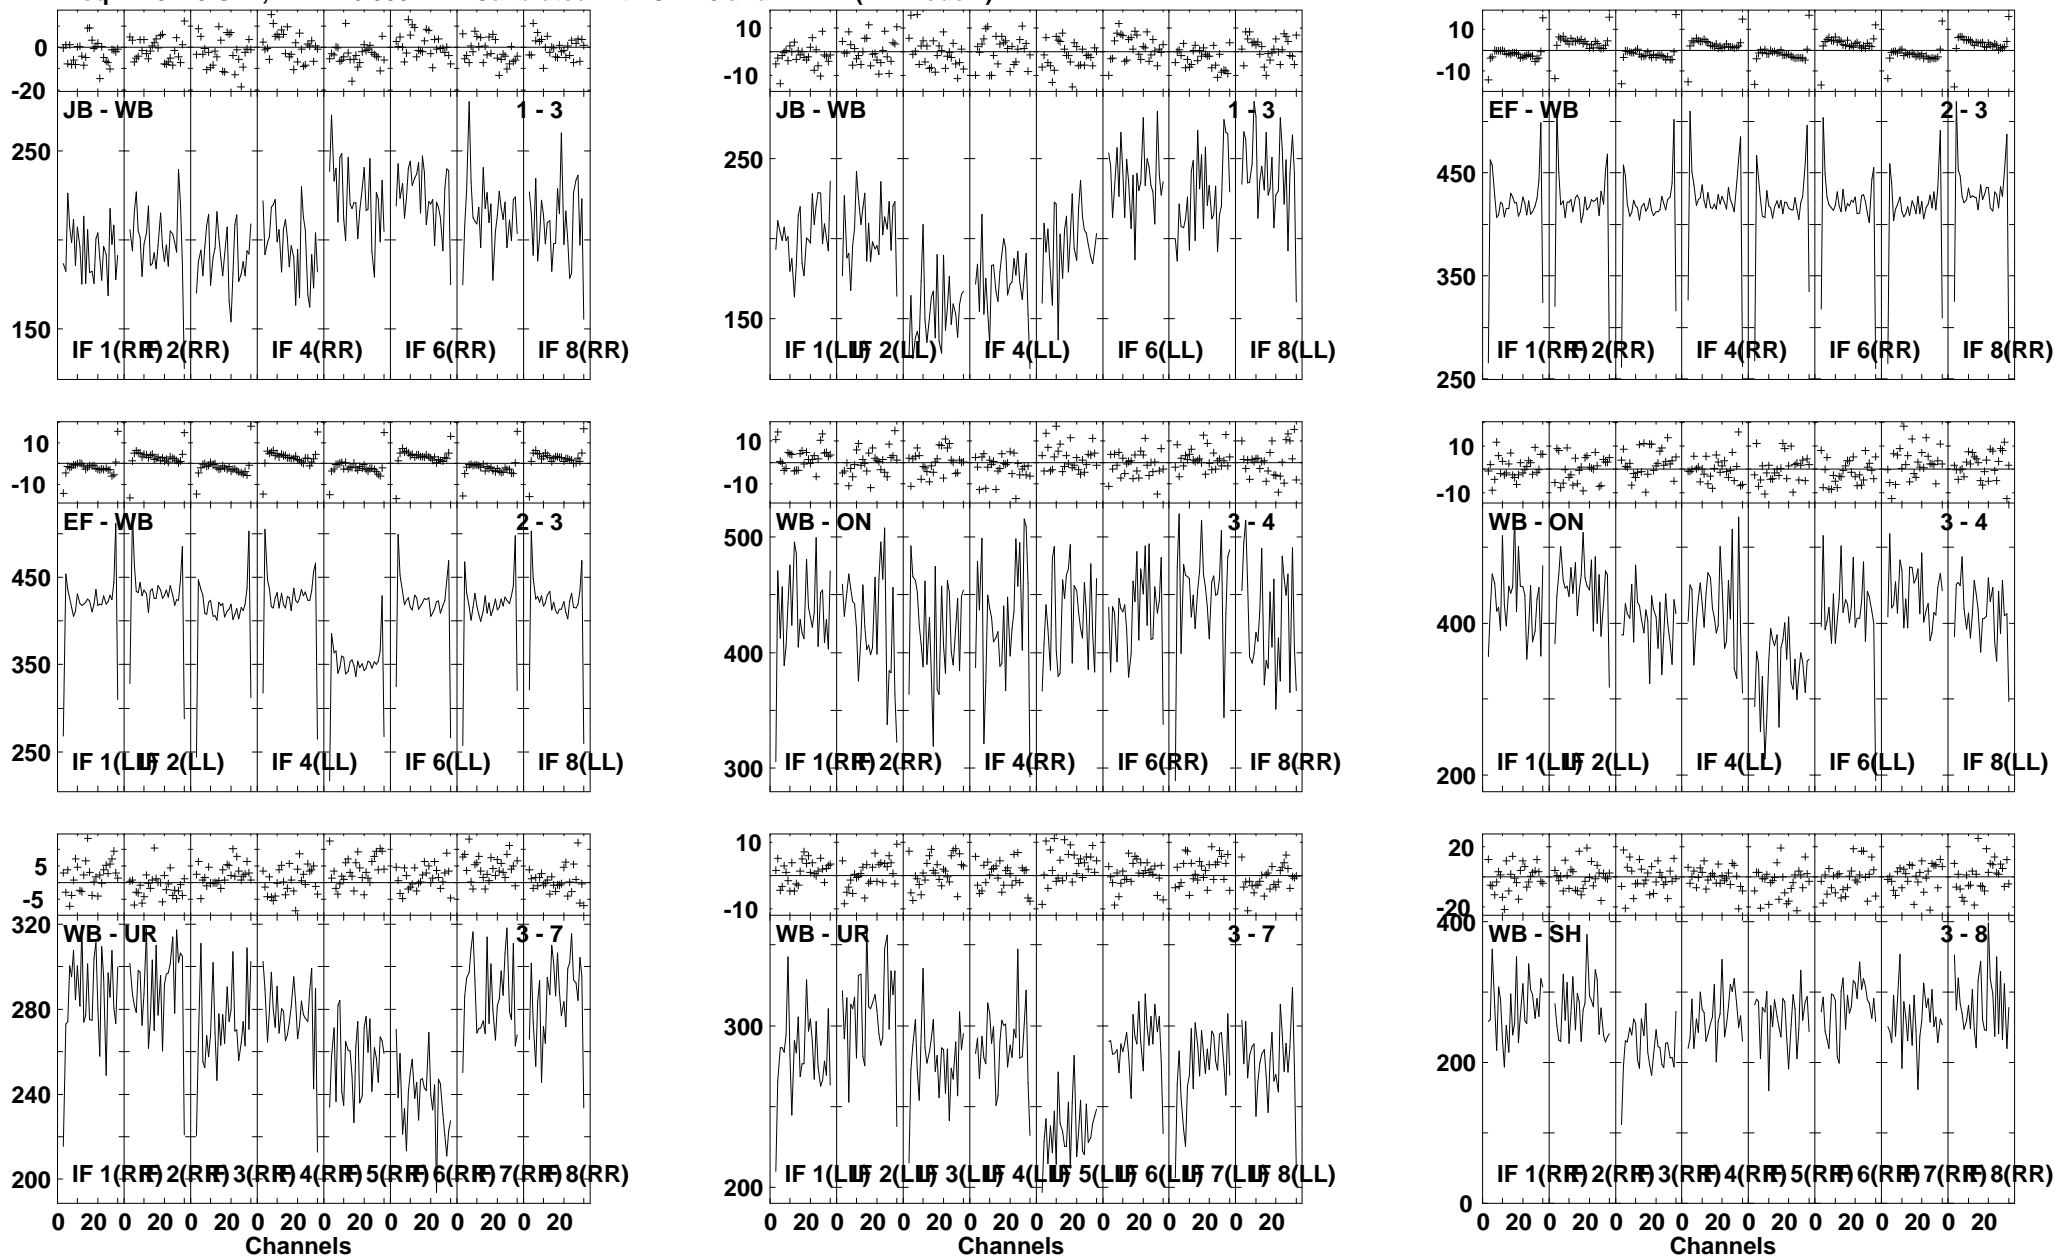 0
-20
JB - WB 1 - 3
250
150
IF 1(RR) IF 2(RR) IF 4(RR) IF 6(RR) IF 8(RR)
10
-10
JB - WB 1 - 3
250
150
IF 1(LL) IF 2(LL) IF 4(LL) IF 6(LL) IF 8(LL)
10
-10
EF - WB 2 - 3
450
350
250
IF 1(RR) IF 2(RR) IF 4(RR) IF 6(RR) IF 8(RR)
10
-10
EF - WB 2 - 3
450
350
250
IF 1(LL) IF 2(LL) IF 4(LL) IF 6(LL) IF 8(LL)
10
-10
WB - ON 3 - 4
500
400
300
IF 1(RR) IF 2(RR) IF 4(RR) IF 6(RR) IF 8(RR)
10
-10
WB - ON 3 - 4
400
200
IF 1(LL) IF 2(LL) IF 4(LL) IF 6(LL) IF 8(LL)
5
-5
320
WB - UR 3 - 7
280
240
200
IF 1(RR) IF 2(RR) IF 3(RR) IF 4(RR) IF 5(RR) IF 6(RR) IF 7(RR) IF 8(RR)
0 20 0 20 0 20 0 20 0 20 0 20 0 20 0 20
Channels
10
-10
WB - UR 3 - 7
300
200
IF 1(LL) IF 2(LL) IF 3(LL) IF 4(LL) IF 5(LL) IF 6(LL) IF 7(LL) IF 8(LL)
0 20 0 20 0 20 0 20 0 20 0 20 0 20 0 20
Channels
20
-20
400
WB - SH 3 - 8
300
200
0
IF 1(RR) IF 2(RR) IF 3(RR) IF 4(RR) IF 5(RR) IF 6(RR) IF 7(RR) IF 8(RR)
0 20 0 20 0 20 0 20 0 20 0 20 0 20 0 20
Channels